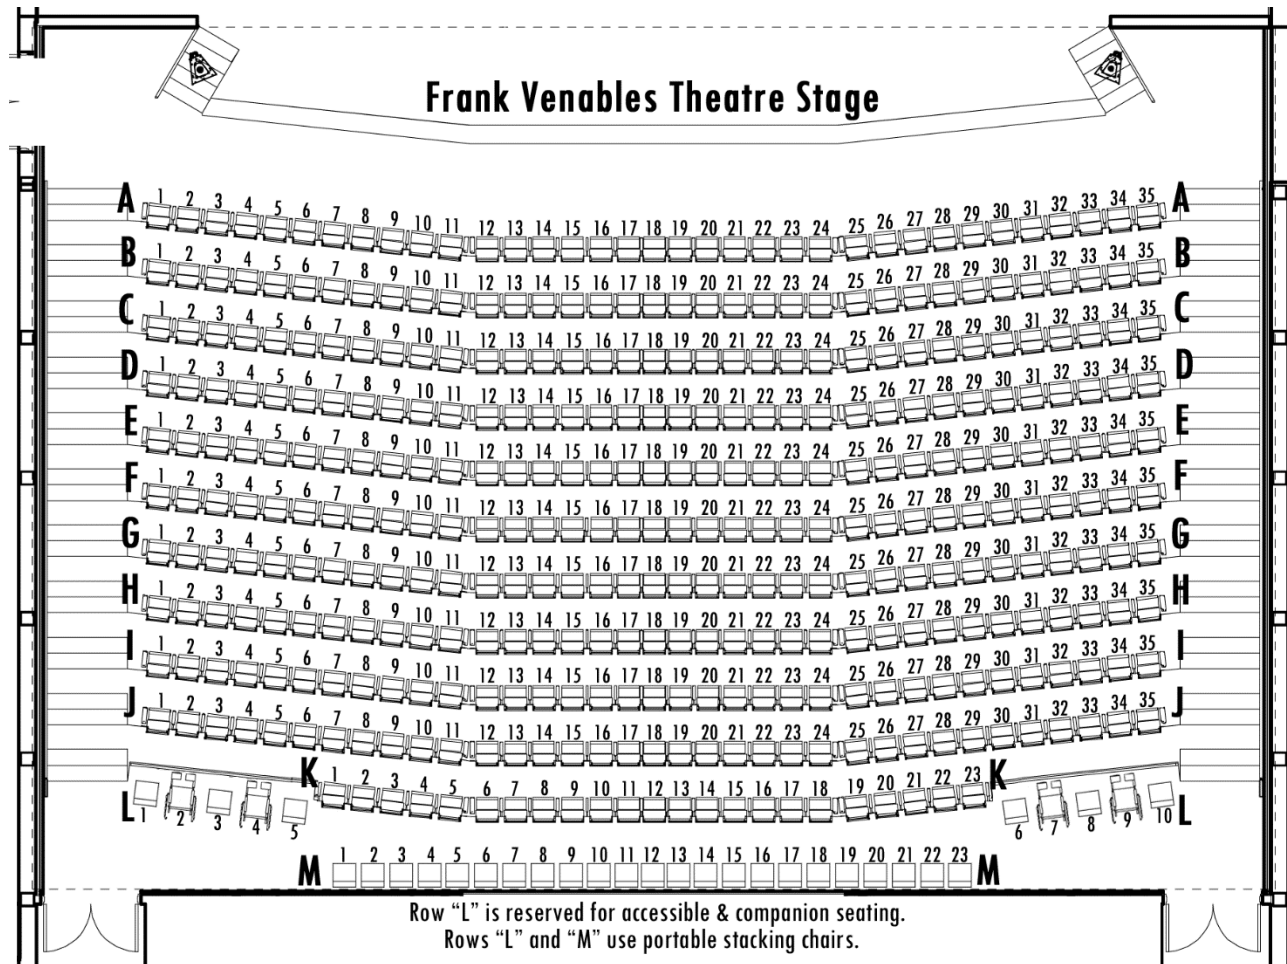 Frank Venables Theatre Stage
A 1 2 3 4 5 6 7 8 9 10 11 12 13 14 15 16 17 18 19 20 21 22 23 24 25 26 27 28 29 30 31 32 33 34 35 A
B 1 2 3 4 5 6 7 8 9 10 11 12 13 14 15 16 17 18 19 20 21 22 23 24 25 26 27 28 29 30 31 32 33 34 35 B
C 1 2 3 4 5 6 7 8 9 10 11 12 13 14 15 16 17 18 19 20 21 22 23 24 25 26 27 28 29 30 31 32 33 34 35 C
D 1 2 3 4 5 6 7 8 9 10 11 12 13 14 15 16 17 18 19 20 21 22 23 24 25 26 27 28 29 30 31 32 33 34 35 D
E 1 2 3 4 5 6 7 8 9 10 11 12 13 14 15 16 17 18 19 20 21 22 23 24 25 26 27 28 29 30 31 32 33 34 35 E
F 1 2 3 4 5 6 7 8 9 10 11 12 13 14 15 16 17 18 19 20 21 22 23 24 25 26 27 28 29 30 31 32 33 34 35 F
G 1 2 3 4 5 6 7 8 9 10 11 12 13 14 15 16 17 18 19 20 21 22 23 24 25 26 27 28 29 30 31 32 33 34 35 G
H 1 2 3 4 5 6 7 8 9 10 11 12 13 14 15 16 17 18 19 20 21 22 23 24 25 26 27 28 29 30 31 32 33 34 35 H
I 1 2 3 4 5 6 7 8 9 10 11 12 13 14 15 16 17 18 19 20 21 22 23 24 25 26 27 28 29 30 31 32 33 34 35 I
J 1 2 3 4 5 6 7 8 9 10 11 12 13 14 15 16 17 18 19 20 21 22 23 24 25 26 27 28 29 30 31 32 33 34 35 J
K 1 2 3 4 5 6 7 8 9 10 11 12 13 14 15 16 17 18 19 20 21 22 23 K
L 1 2 3 4 5 6 7 8 9 10 L
M 1 2 3 4 5 6 7 8 9 10 11 12 13 14 15 16 17 18 19 20 21 22 23 M
Row “L” is reserved for accessible & companion seating.
Rows “L” and “M” use portable stacking chairs.